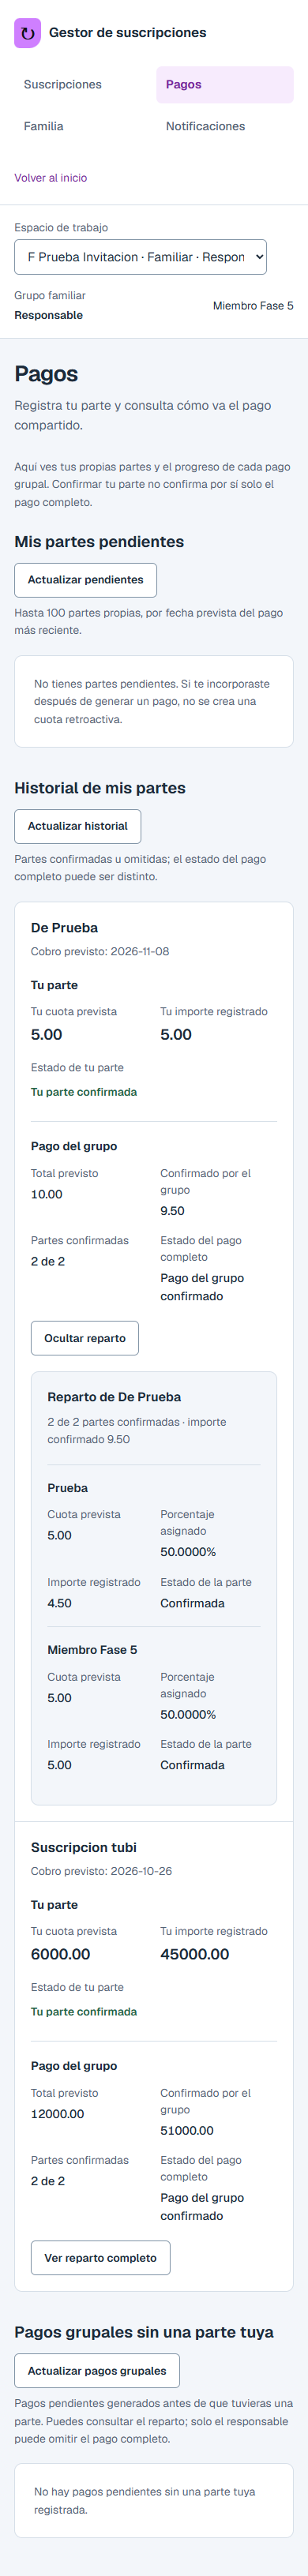 Gestor de suscripciones
Suscripciones
Pagos
Familia
Notificaciones
Volver al inicio
Espacio de trabajo
F Prueba Invitacion · Familiar · Respon
Grupo familiar
Responsable
Miembro Fase 5
Pagos
Registra tu parte y consulta cómo va el pago
compartido.
Aquí ves tus propias partes y el progreso de cada pago
grupal. Confirmar tu parte no confirma por sí solo el
pago completo.
Mis partes pendientes
Actualizar pendientes
Hasta 100 partes propias, por fecha prevista del pago
más reciente.
No tienes partes pendientes. Si te incorporaste
después de generar un pago, no se crea una
cuota retroactiva.
Historial de mis partes
Actualizar historial
Partes confirmadas u omitidas; el estado del pago
completo puede ser distinto.
De Prueba
Cobro previsto: 2026-11-08
Tu parte
Tu cuota prevista
5.00
Tu importe registrado
5.00
Estado de tu parte
Tu parte confirmada
Pago del grupo
Total previsto
10.00
Confirmado por el
grupo
9.50
Partes confirmadas
2 de 2
Estado del pago
completo
Pago del grupo
confirmado
Ocultar reparto
Reparto de De Prueba
2 de 2 partes confirmadas · importe
confirmado 9.50
Prueba
Cuota prevista
5.00
Porcentaje
asignado
50.0000%
Importe registrado
4.50
Estado de la parte
Confirmada
Miembro Fase 5
Cuota prevista
5.00
Porcentaje
asignado
50.0000%
Importe registrado
5.00
Estado de la parte
Confirmada
Suscripcion tubi
Cobro previsto: 2026-10-26
Tu parte
Tu cuota prevista
6000.00
Tu importe registrado
45000.00
Estado de tu parte
Tu parte confirmada
Pago del grupo
Total previsto
12000.00
Confirmado por el
grupo
51000.00
Partes confirmadas
2 de 2
Estado del pago
completo
Pago del grupo
confirmado
Ver reparto completo
Pagos grupales sin una parte tuya
Actualizar pagos grupales
Pagos pendientes generados antes de que tuvieras una
parte. Puedes consultar el reparto; solo el responsable
puede omitir el pago completo.
No hay pagos pendientes sin una parte tuya
registrada.